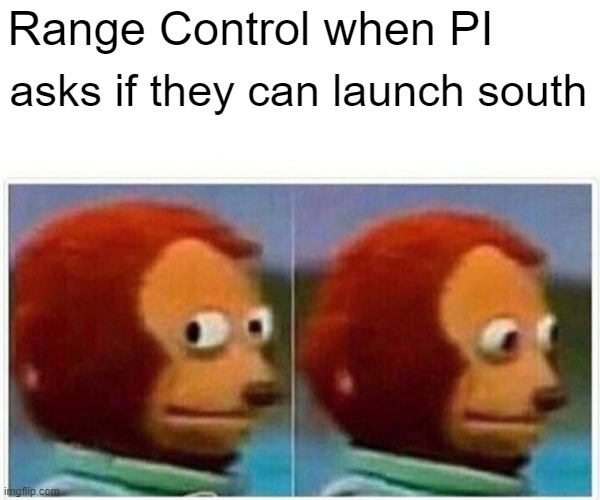 Range Control when PI
asks if they can launch south
imgflip.com